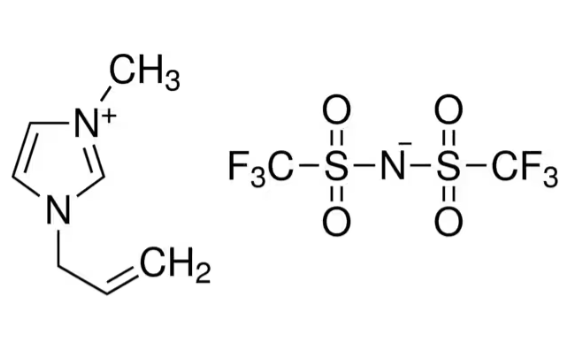 CH3
N+
N
CH2
O O
F3C S N− S CF3
O O